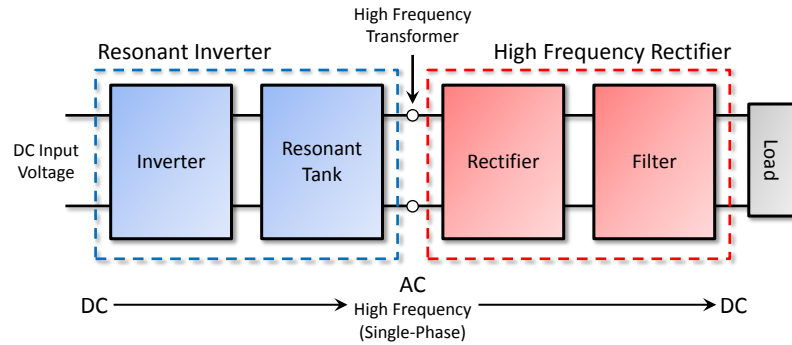 High Frequency
Transformer
Resonant Inverter
High Frequency Rectifier
DC Input
Voltage
Inverter
Resonant
Tank
Rectifier
Filter
Load
DC
AC
High Frequency
(Single-Phase)
DC